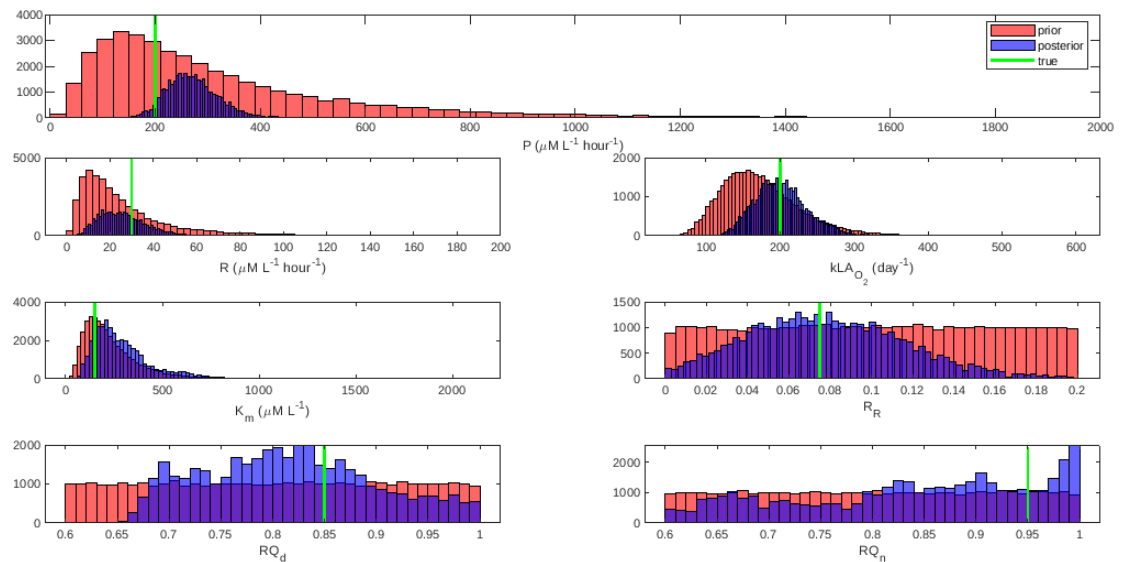 4000
3000
2000
1000
0
prior
posterior
true
0 200 400 600 800 1000 1200 1400 1600 1800 2000
P (μM L⁻¹ hour⁻¹)
5000
0
0 20 40 60 80 100 120 140 160 180 200
R (μM L⁻¹ hour⁻¹)
2000
1000
0
100 200 300 400 500 600
kLA_O₂ (day⁻¹)
4000
2000
0
0 500 1000 1500 2000
K_m (μM L⁻¹)
1500
1000
500
0
0 0.02 0.04 0.06 0.08 0.1 0.12 0.14 0.16 0.18 0.2
R_R
2000
1000
0
0.6 0.65 0.7 0.75 0.8 0.85 0.9 0.95 1
RQ_d
2000
1000
0
0.6 0.65 0.7 0.75 0.8 0.85 0.9 0.95 1
RQ_n